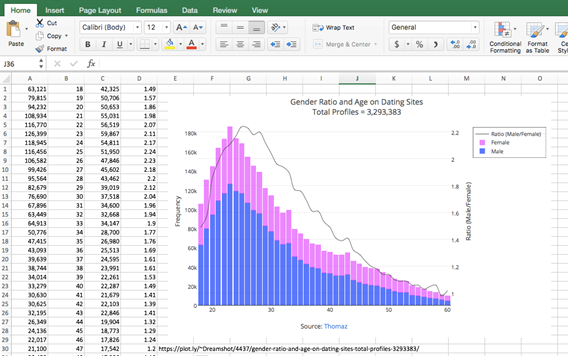 Home Insert Page Layout Formulas Data Review View
Paste Cut Calibri (Body) 12 A A Wrap Text General
Copy B I U A Merge & Center $ % Conditional Formatting Format as Table
Format
J36 fx
A B C D E F G H I J K L M N O
1 63,121 18 42,325 1.49
2 79,815 19 50,706 1.57
3 94,232 20 50,653 1.86
4 108,934 21 55,031 1.98
5 116,770 22 56,519 2.07
6 126,399 23 59,867 2.11
7 118,945 24 54,811 2.17
8 116,456 25 51,950 2.24
9 106,582 26 47,846 2.23
10 99,426 27 45,602 2.18
11 95,564 28 43,462 2.2
12 82,679 29 39,019 2.12
13 76,690 30 37,518 2.04
14 67,896 31 34,600 1.96
15 63,449 32 32,668 1.94
16 64,913 33 34,147 1.9
17 50,776 34 28,700 1.77
18 47,415 35 26,980 1.76
19 43,093 36 25,513 1.69
20 39,639 37 24,595 1.61
21 38,744 38 23,991 1.61
22 34,014 39 22,261 1.53
23 33,279 40 22,287 1.49
24 30,630 41 21,679 1.41
25 30,625 42 22,103 1.39
26 32,195 43 22,846 1.41
27 26,349 44 19,904 1.32
28 24,136 45 18,773 1.29
29 22,017 46 17,826 1.24
30 21,100 47 17,532 1.2 https://plot.ly/~Dreamshot/4437/gender-ratio-and-age-on-dating-sites-total-profiles-3293383/
Gender Ratio and Age on Dating Sites
Total Profiles = 3,293,383
Ratio (Male/Female)
Female
Male
180k
160k
140k
120k
100k
80k
60k
40k
20k
0
Frequency
2.2
2
1.8
1.6
1.4
1.2
1
Ratio (Male/Female)
20 30 40 50 60
Source: Thomaz